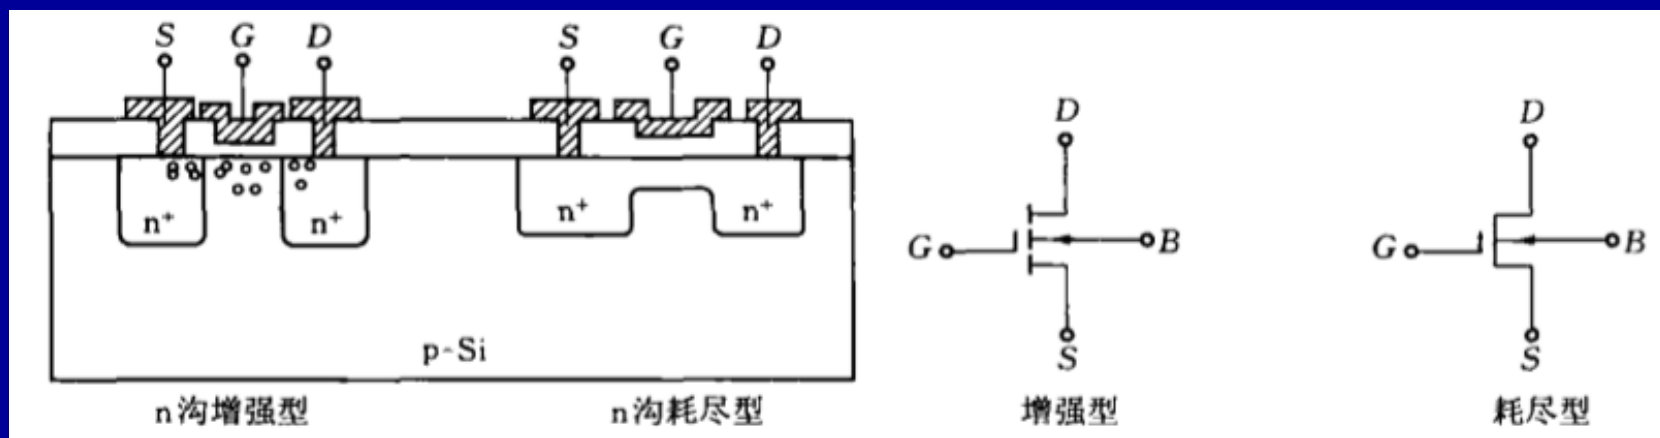 S G D S G D
D D
n⁺ n⁺ n⁺ n⁺
G B G B
p-Si
S S
n沟增强型 n沟耗尽型 增强型 耗尽型